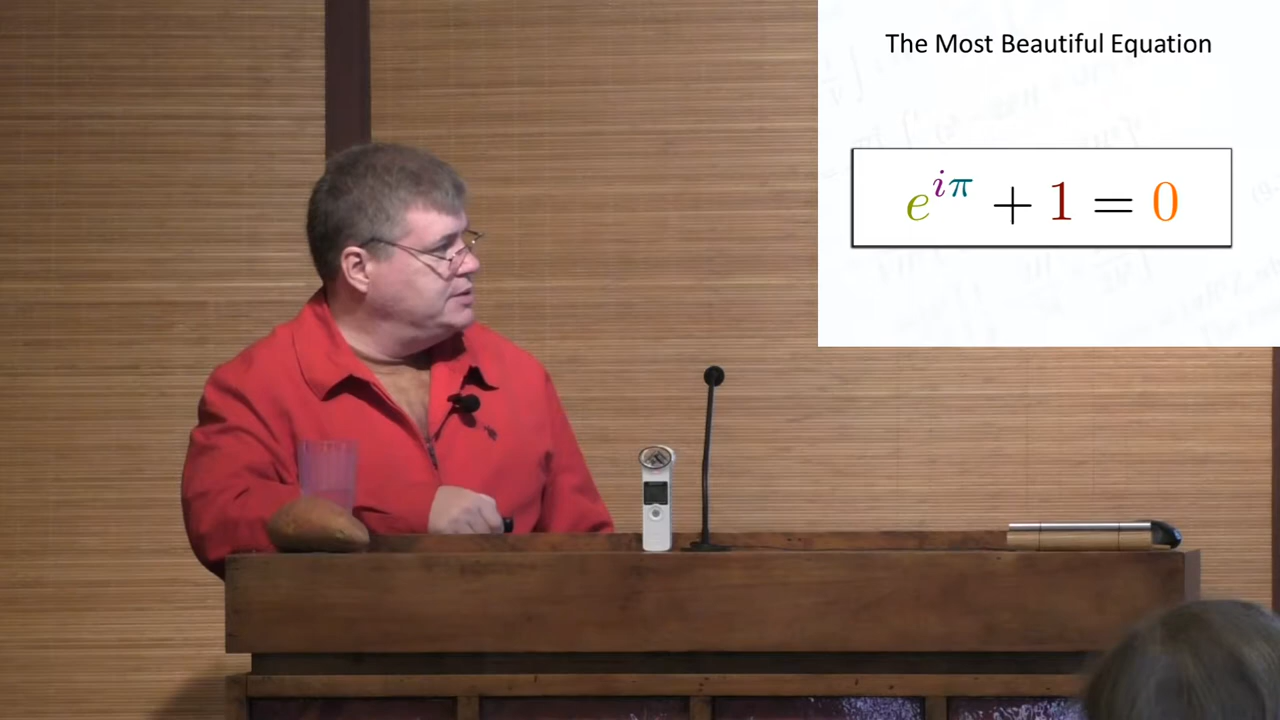 The Most Beautiful Equation
e^{iπ} + 1 = 0